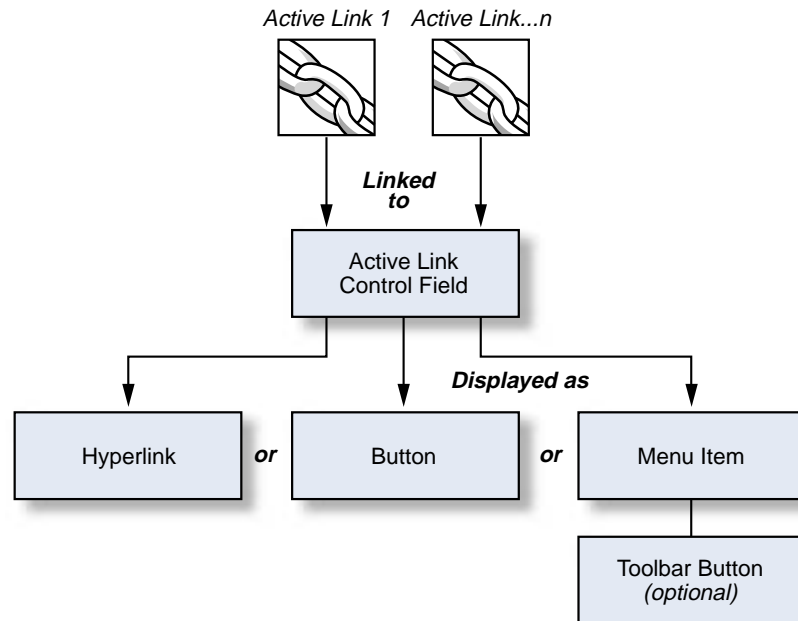 Active Link 1
Active Link...n
Linked
to
Active Link
Control Field
Displayed as
Hyperlink
or
Button
or
Menu Item
Toolbar Button
(optional)